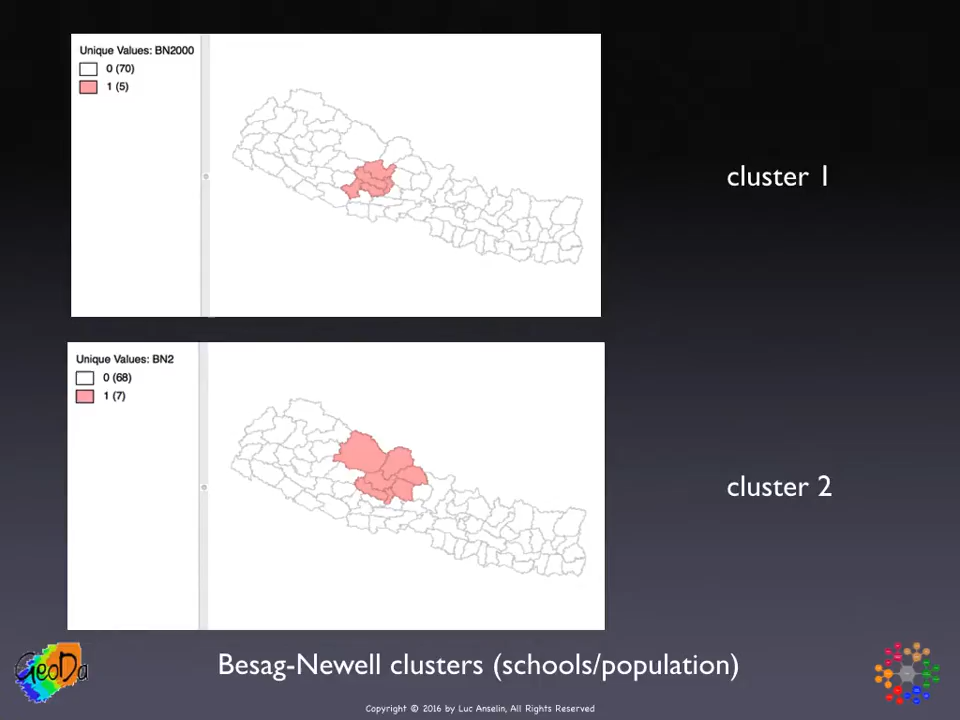 Unique Values: BN2000
0 (70)
1 (5)
cluster 1
Unique Values: BN2
0 (68)
1 (7)
cluster 2
Besag-Newell clusters (schools/population)
GeoDa
Copyright © 2016 by Luc Anselin, All Rights Reserved